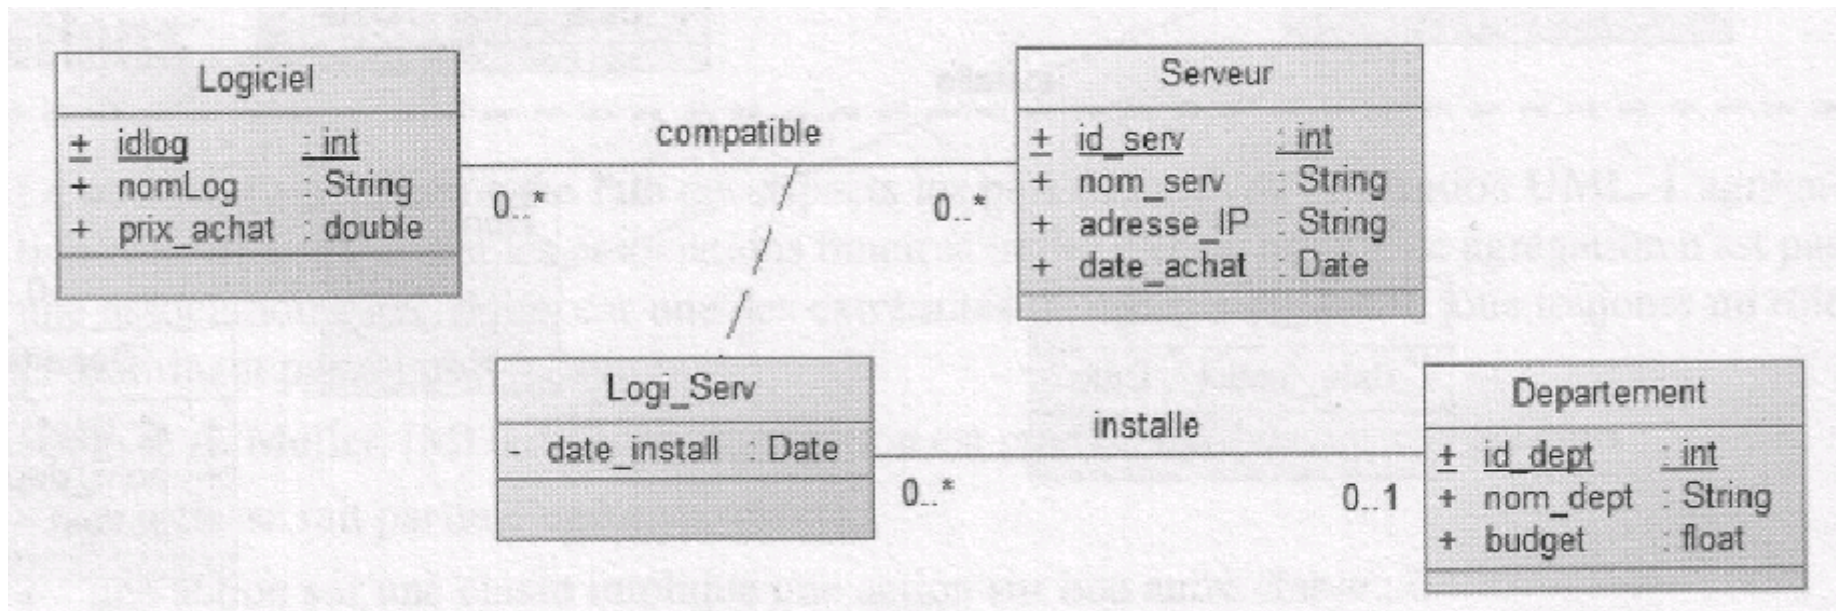 Logiciel
+ idlog : int
+ nomLog : String
+ prix_achat : double
compatible
0..*
0..*
Serveur
+ id_serv : int
+ nom_serv : String
+ adresse_IP : String
+ date_achat : Date
Logi_Serv
- date_install : Date
installe
0..*
0..1
Departement
+ id_dept : int
+ nom_dept : String
+ budget : float